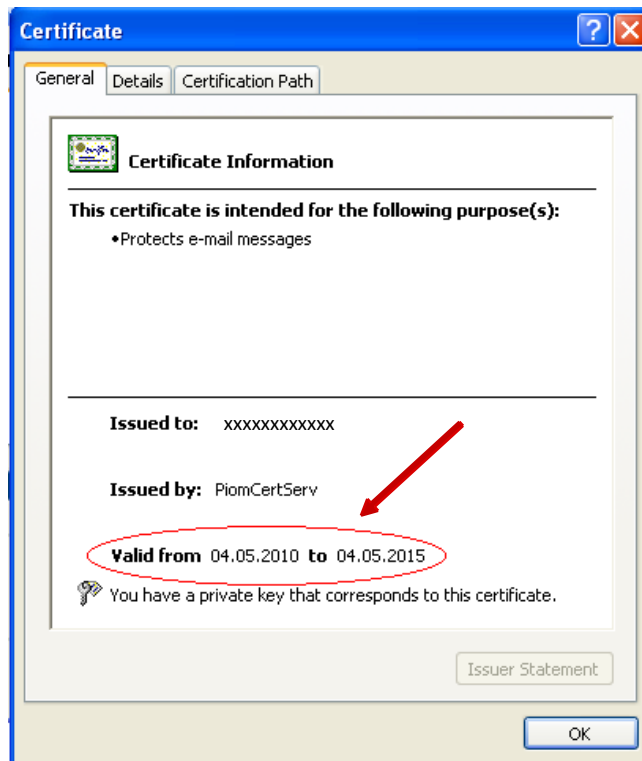 Certificate
General Details Certification Path
Certificate Information
This certificate is intended for the following purpose(s):
•Protects e-mail messages
Issued to: xxxxxxxxxxxx
Issued by: PiomCertServ
Valid from 04.05.2010 to 04.05.2015
You have a private key that corresponds to this certificate.
Issuer Statement
OK